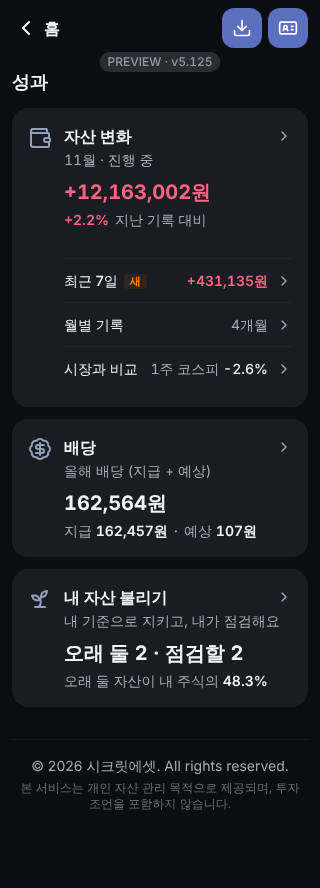 홈
PREVIEW · v5.125
성과
자산 변화
11월 · 진행 중
+12,163,002원
+2.2% 지난 기록 대비
최근 7일 새 +431,135원
월별 기록 4개월
시장과 비교 1주 코스피 -2.6%
배당
올해 배당 (지급 + 예상)
162,564원
지급 162,457원 · 예상 107원
내 자산 불리기
내 기준으로 지키고, 내가 점검해요
오래 둘 2 · 점검할 2
오래 둘 자산이 내 주식의 48.3%
© 2026 시크릿에셋. All rights reserved.
본 서비스는 개인 자산 관리 목적으로 제공되며, 투자
조언을 포함하지 않습니다.